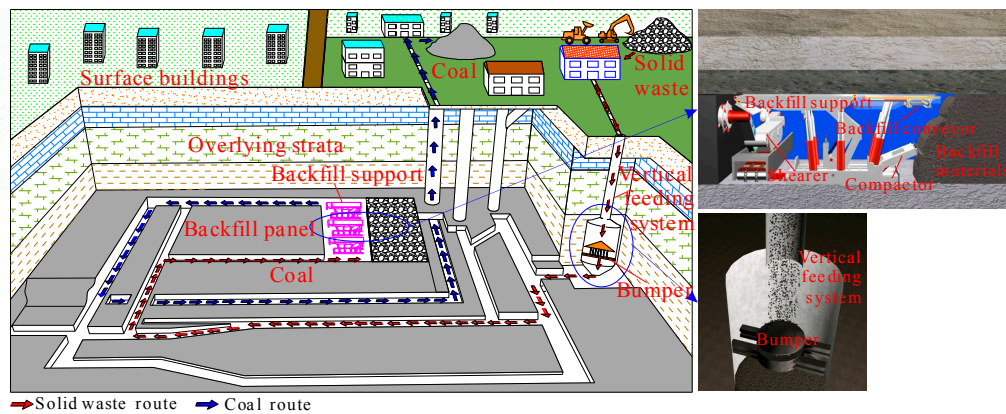 Surface buildings
Coal
Solid
waste
Overlying strata
Backfill support
Backfill panel
Coal
Vertical
feeding
system
Bumper
Solid waste route
Coal route
Backfill support
Backfill conveyor
Backfill
materials
Shearer
Compactor
Vertical
feeding
system
Bumper